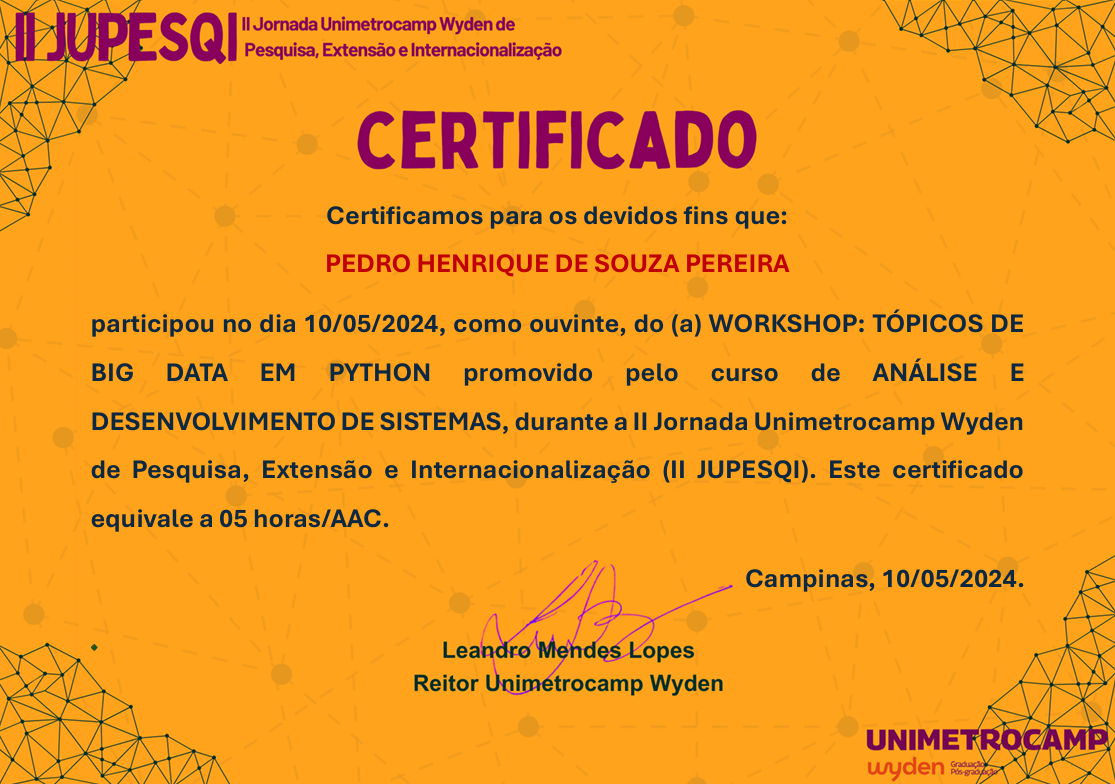 II JUPESQI
II Jornada Unimetrocamp Wyden de
Pesquisa, Extensão e Internacionalização
CERTIFICADO
Certificamos para os devidos fins que:
PEDRO HENRIQUE DE SOUZA PEREIRA
participou no dia 10/05/2024, como ouvinte, do (a) WORKSHOP: TÓPICOS DE
BIG DATA EM PYTHON promovido pelo curso de ANÁLISE E
DESENVOLVIMENTO DE SISTEMAS, durante a II Jornada Unimetrocamp Wyden
de Pesquisa, Extensão e Internacionalização (II JUPESQI). Este certificado
equivale a 05 horas/AAC.
Campinas, 10/05/2024.
Leandro Mendes Lopes
Reitor Unimetrocamp Wyden
UNIMETROCAMP
wyden
Graduação
Pós-graduação